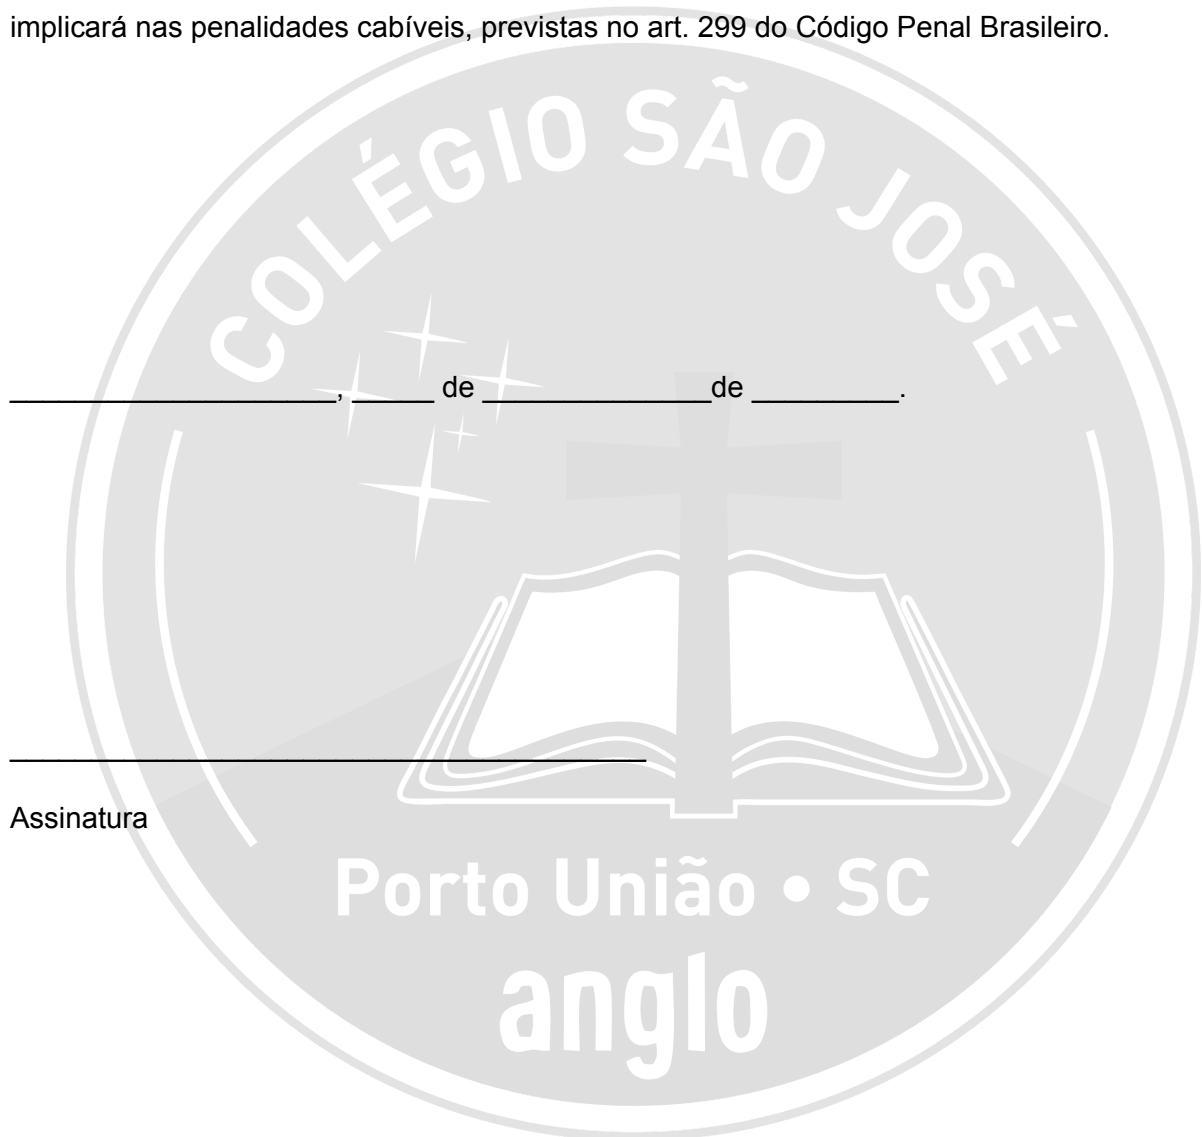 implicará nas penalidades cabíveis, previstas no art. 299 do Código Penal Brasileiro.
COLÉGIO SÃO JOSÉ
____________________, _____ de ______________de _________.
_______________________________________
Assinatura
Porto União • SC
anglo